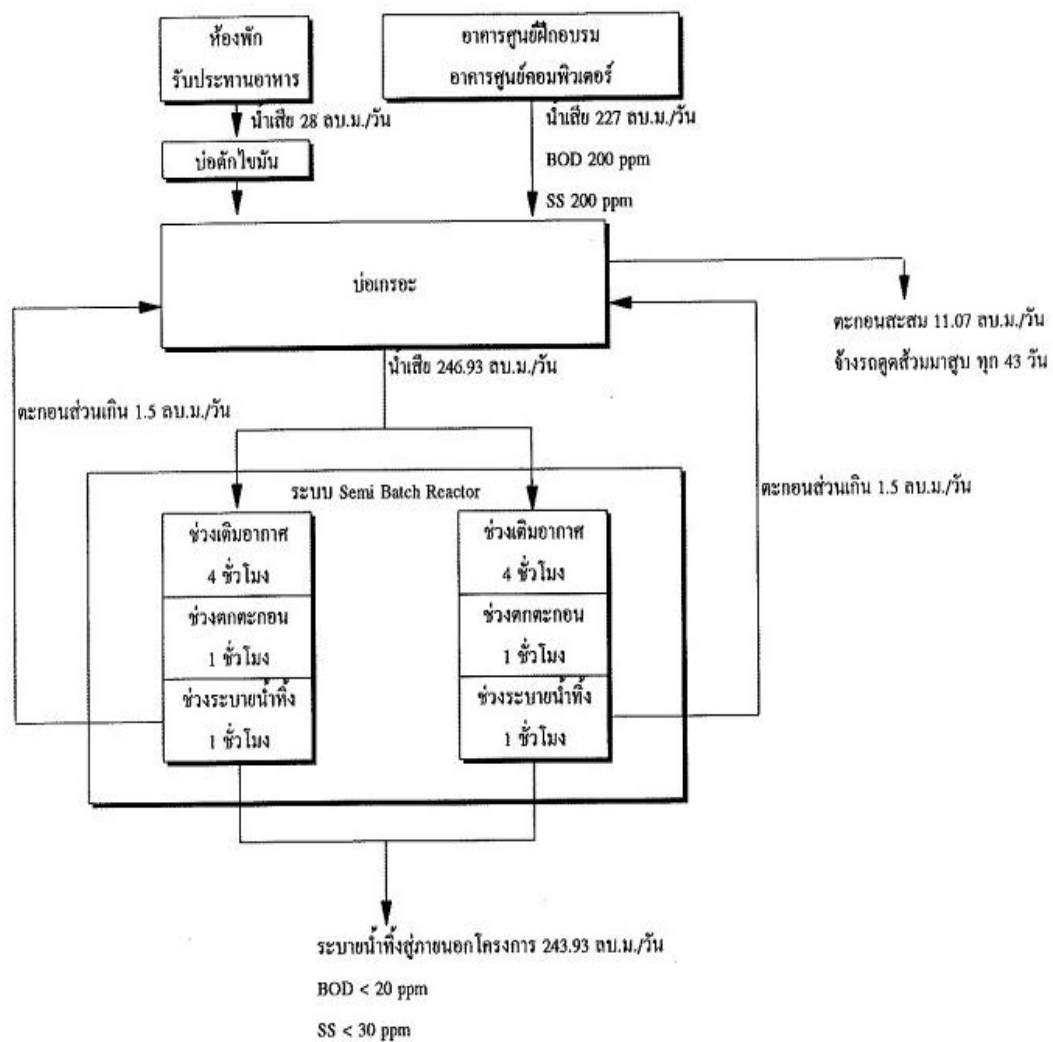 ห้องพัก
รับประทานอาหาร
อาคารศูนย์ฝึกอบรม
อาคารศูนย์คอมพิวเตอร์
น้ำเสีย 28 ลบ.ม./วัน
น้ำเสีย 227 ลบ.ม./วัน
บ่อดักไขมัน
BOD 200 ppm
SS 200 ppm
บ่อเกรอะ
ตะกอนสะสม 11.07 ลบ.ม./วัน
จ้างรถดูดส้วมมาสูบ ทุก 43 วัน
น้ำเสีย 246.93 ลบ.ม./วัน
ตะกอนส่วนเกิน 1.5 ลบ.ม./วัน
ระบบ Semi Batch Reactor
ตะกอนส่วนเกิน 1.5 ลบ.ม./วัน
ช่วงเติมอากาศ
4 ชั่วโมง
ช่วงตกตะกอน
1 ชั่วโมง
ช่วงระบายน้ำทิ้ง
1 ชั่วโมง
ช่วงเติมอากาศ
4 ชั่วโมง
ช่วงตกตะกอน
1 ชั่วโมง
ช่วงระบายน้ำทิ้ง
1 ชั่วโมง
ระบายน้ำทิ้งสู่ภายนอกโครงการ 243.93 ลบ.ม./วัน
BOD < 20 ppm
SS < 30 ppm